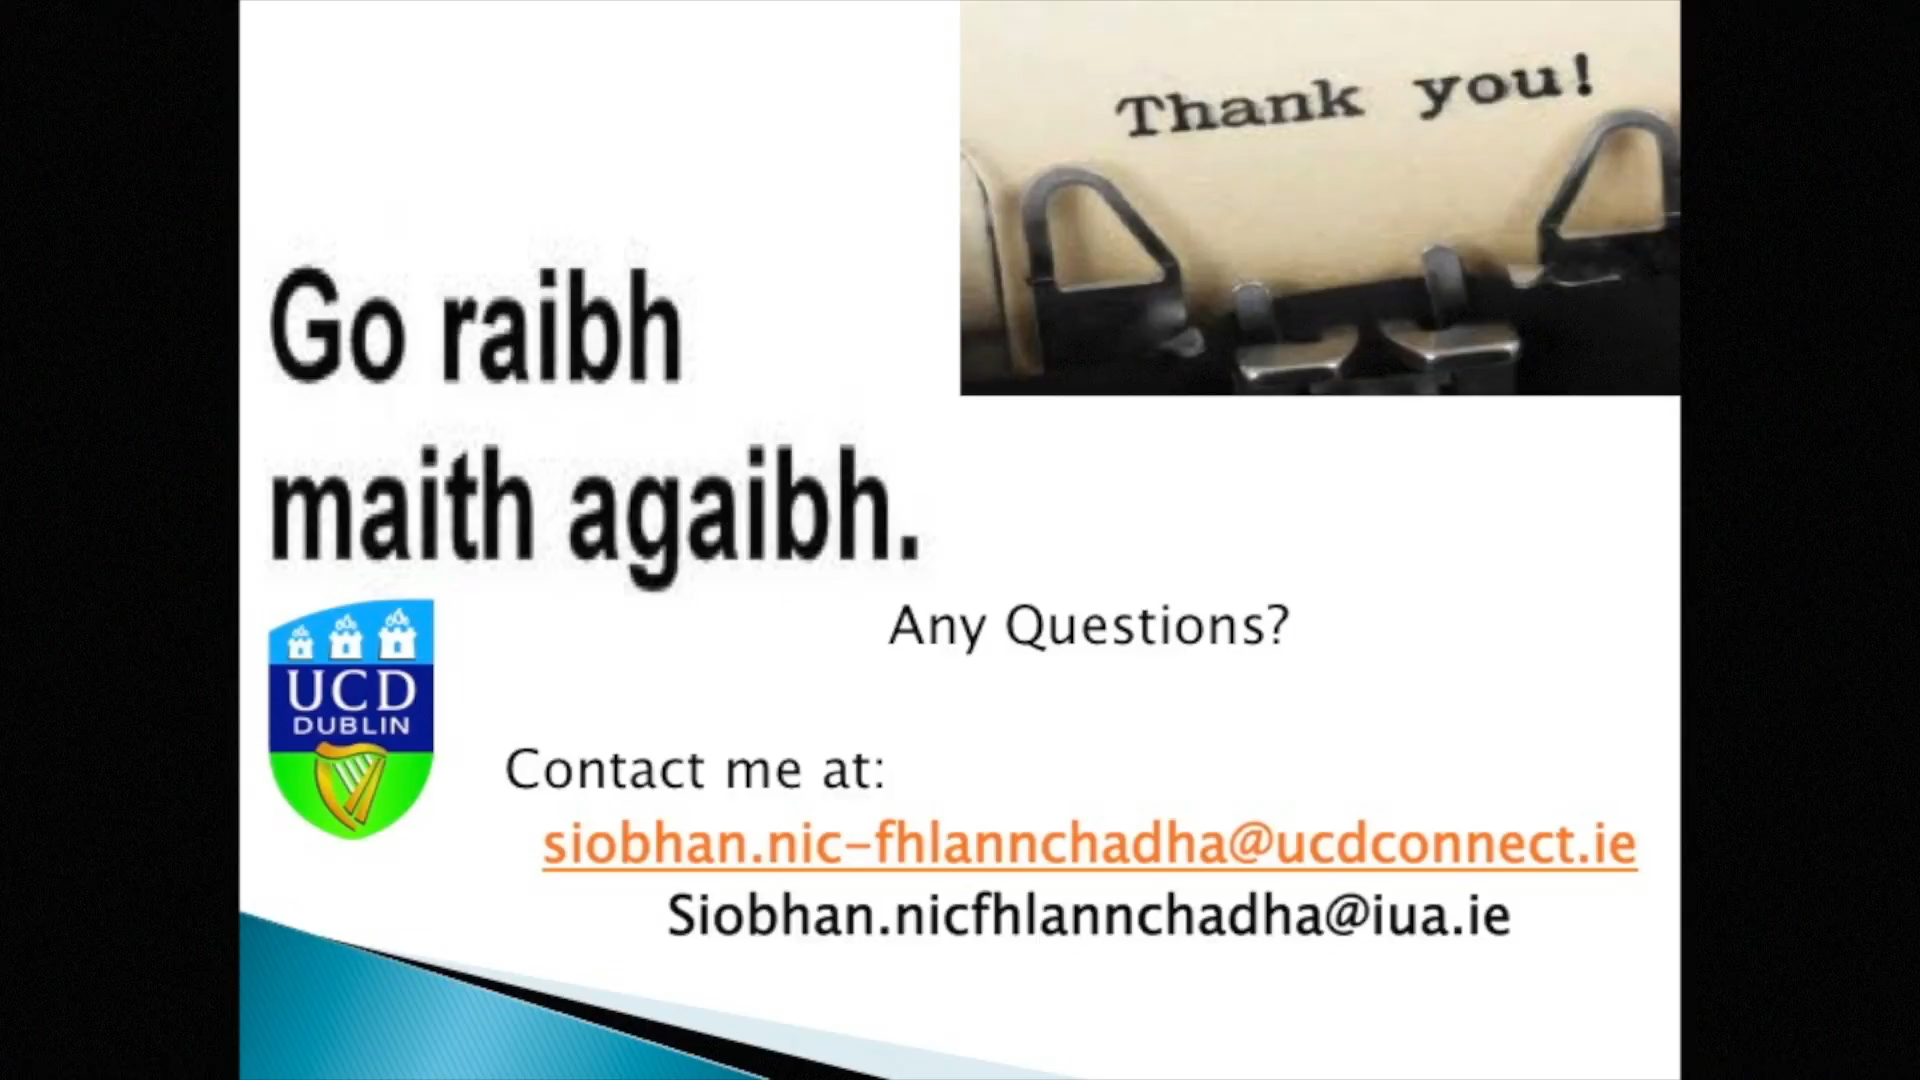 Thank you!
Go raibh
maith agaibh.
Any Questions?
UCD
DUBLIN
Contact me at:
siobhan.nic-fhlannchadha@ucdconnect.ie
Siobhan.nicfhlannchadha@iua.ie